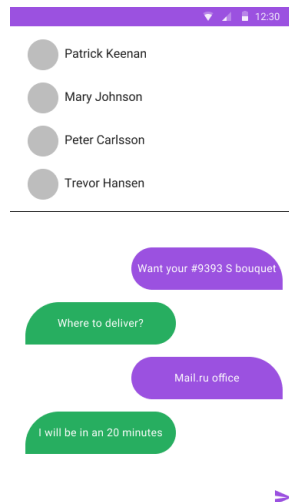 12:30
Patrick Keenan
Mary Johnson
Peter Carlsson
Trevor Hansen
Want your #9393 S bouquet
Where to deliver?
Mail.ru office
I will be in an 20 minutes